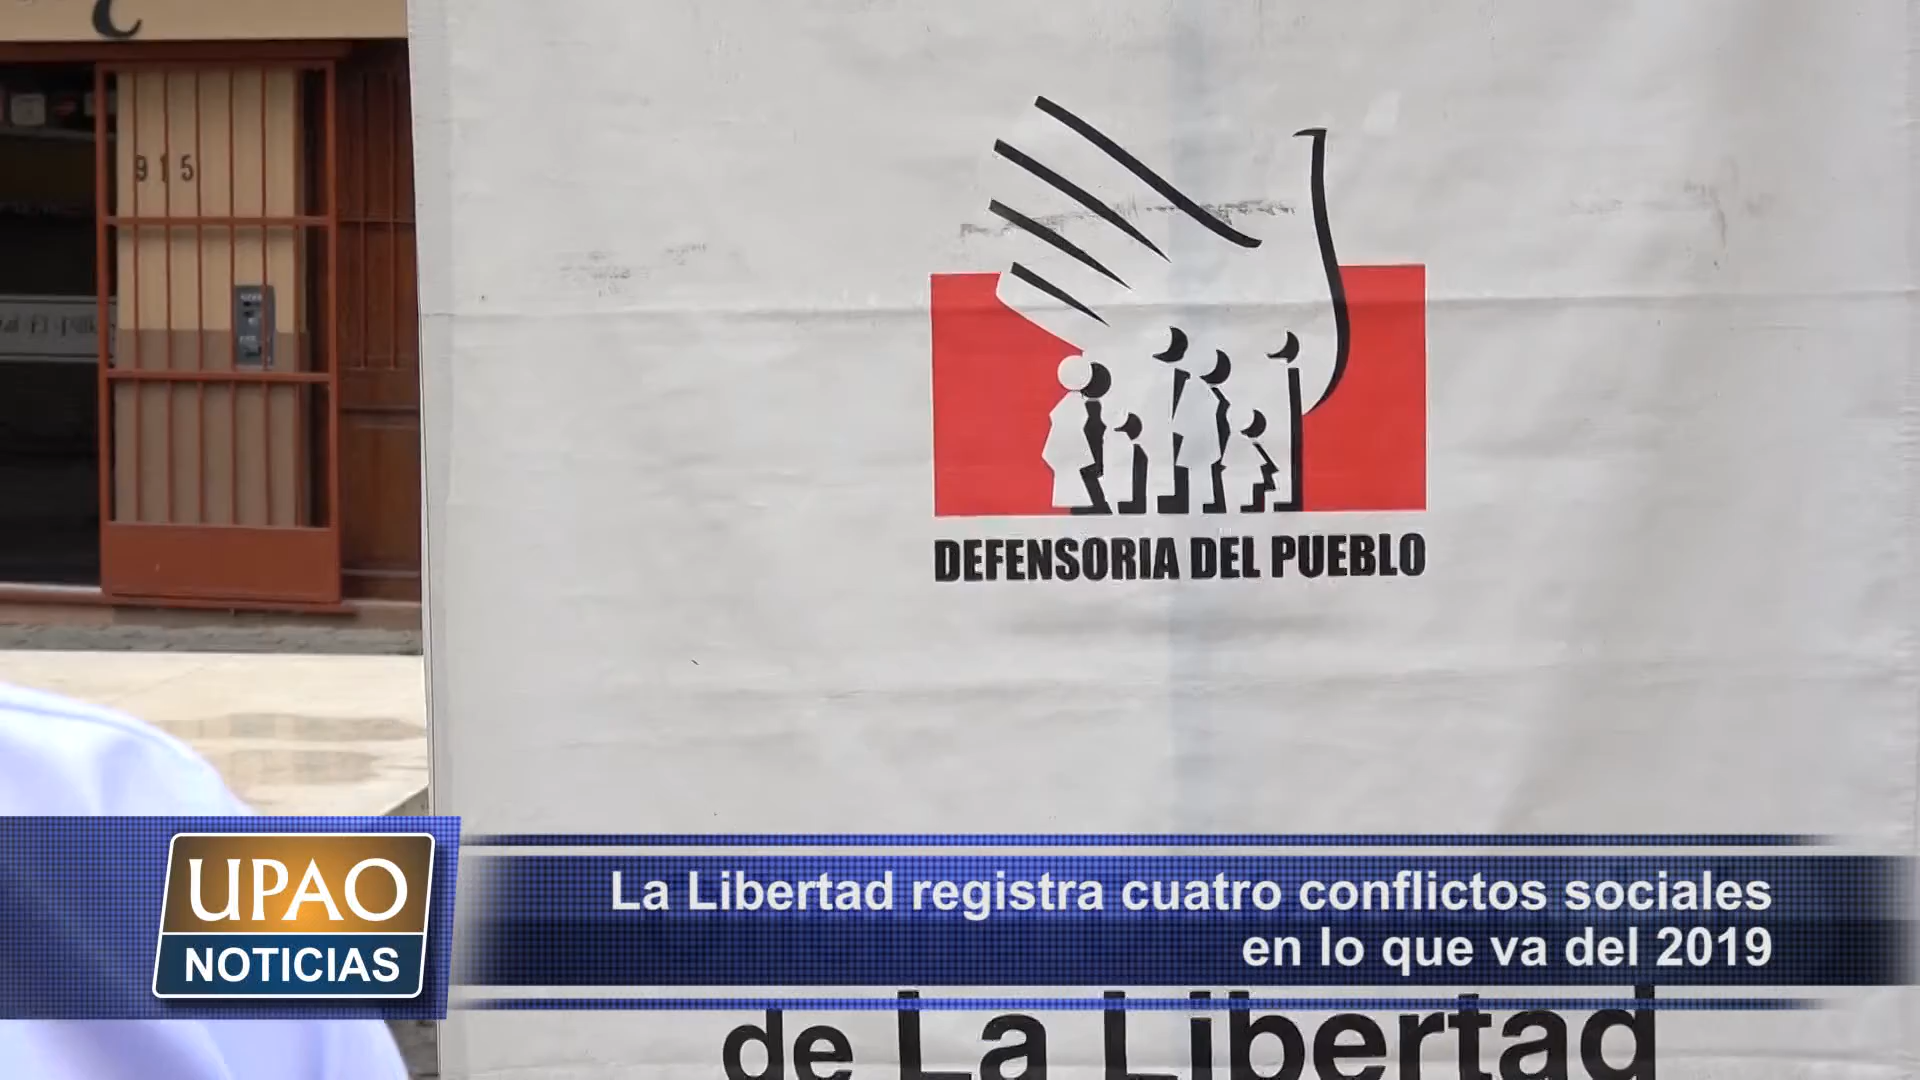 915
DEFENSORIA DEL PUEBLO
UPAO
NOTICIAS
La Libertad registra cuatro conflictos sociales
en lo que va del 2019
de La Libertad